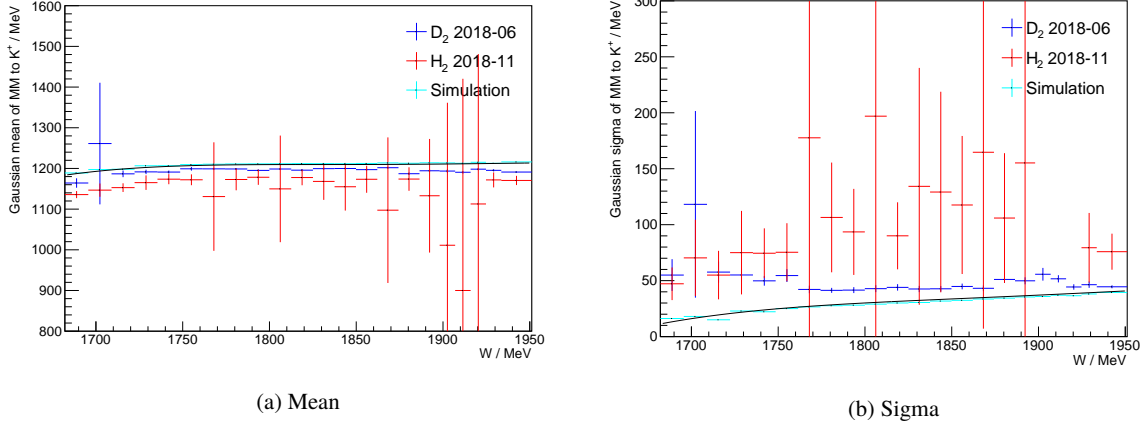 Gaussian mean of MM to K⁺ / MeV
1600
1500
1400
1300
1200
1100
1000
900
800
D₂ 2018-06
H₂ 2018-11
Simulation
1700 1750 1800 1850 1900 1950
W / MeV
(a) Mean
Gaussian sigma of MM to K⁺ / MeV
300
250
200
150
100
50
0
D₂ 2018-06
H₂ 2018-11
Simulation
1700 1750 1800 1850 1900 1950
W / MeV
(b) Sigma